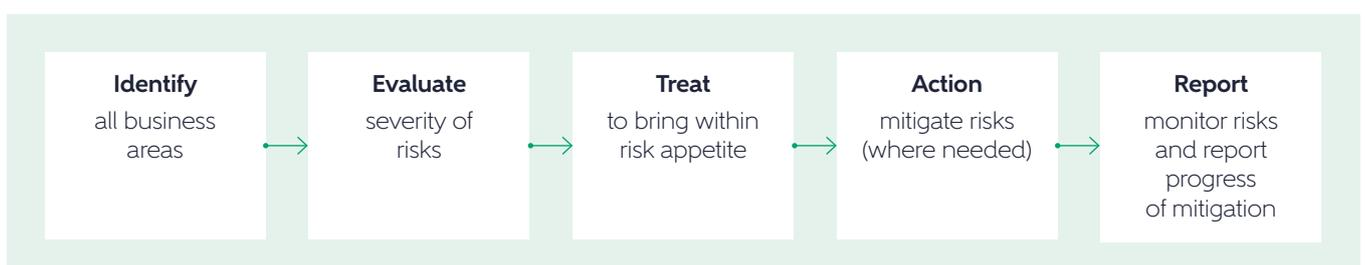 Identify
all business
areas
Evaluate
severity of
risks
Treat
to bring within
risk appetite
Action
mitigate risks
(where needed)
Report
monitor risks
and report
progress
of mitigation